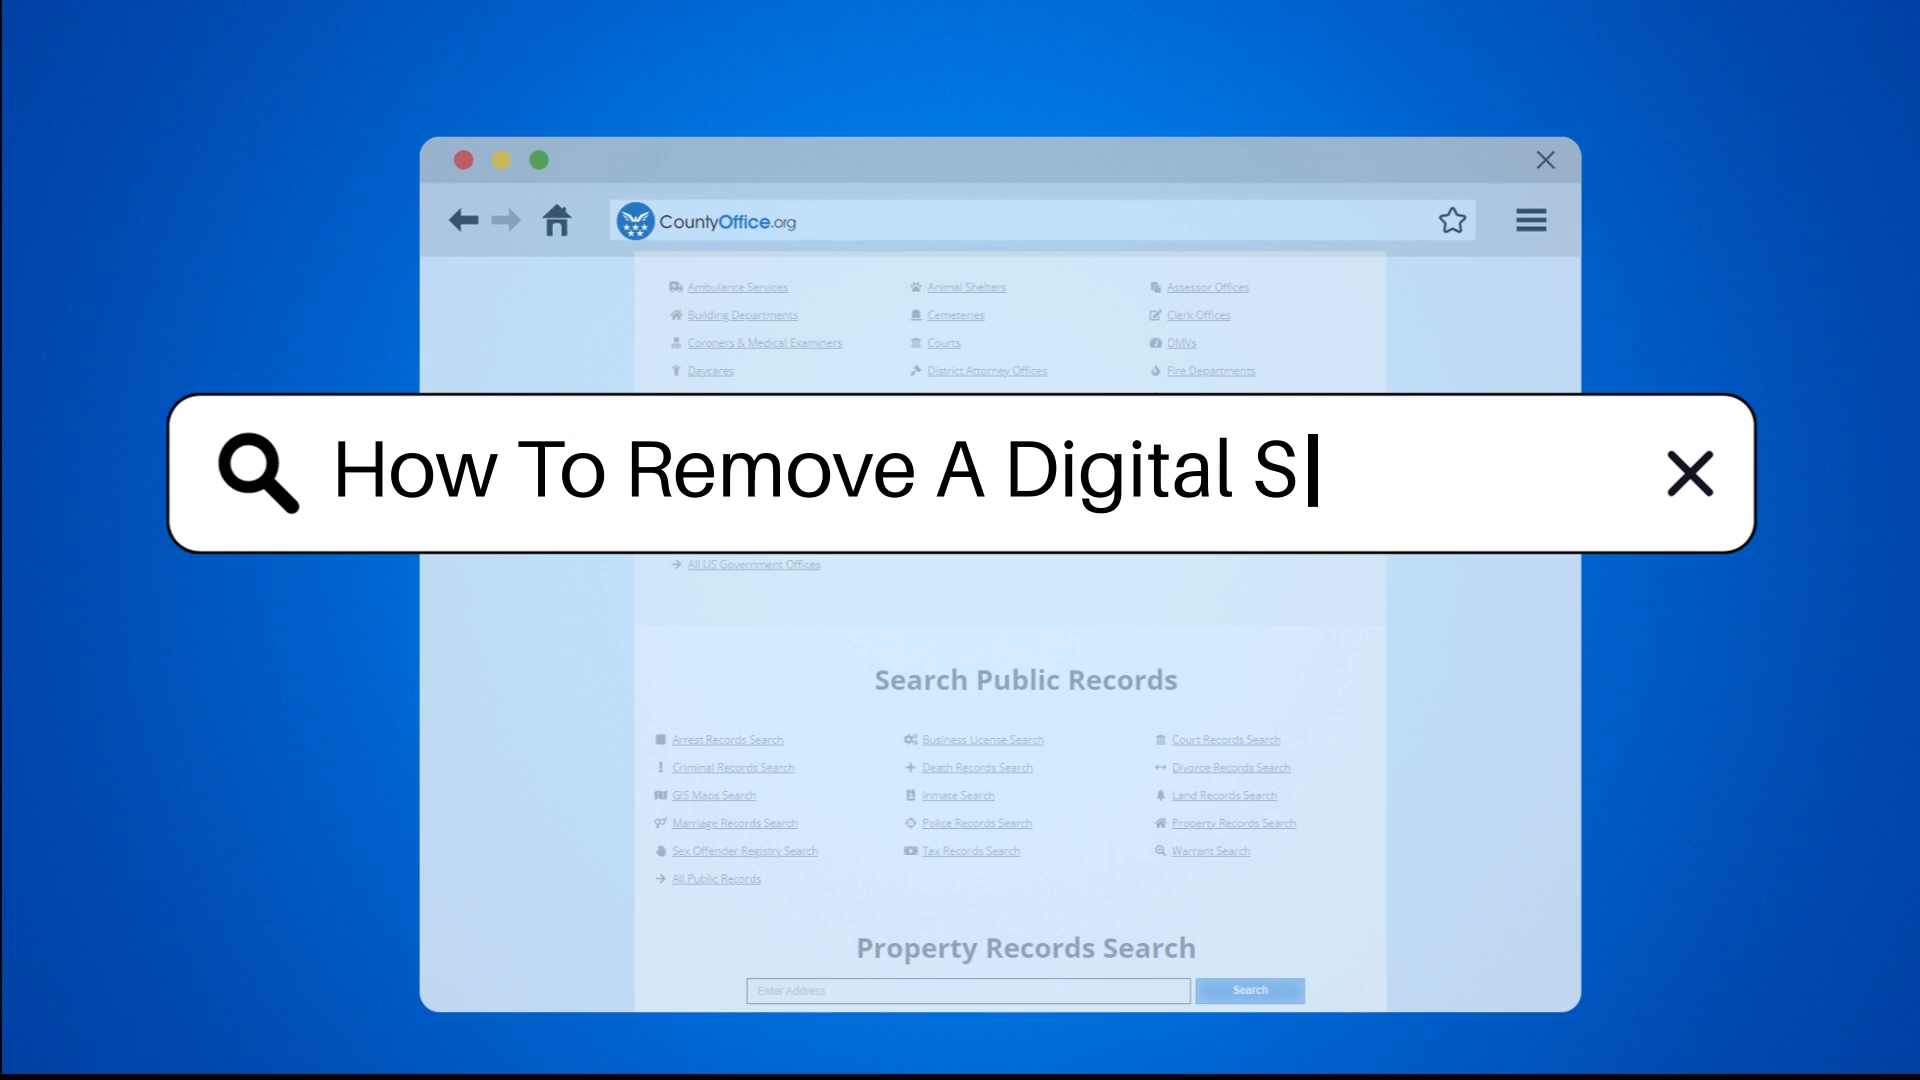 CountyOffice.org
Ambulance Services Animal Shelters Assessor Offices
Building Departments Cemeteries Clerk Offices
Coroners & Medical Examiners Courts DMVs
Daycares District Attorney Offices Fire Departments
How To Remove A Digital S
All US Government Offices
Search Public Records
Arrest Records Search Business License Search Court Records Search
Criminal Records Search Death Records Search Divorce Records Search
GIS Maps Search Inmate Search Land Records Search
Marriage Records Search Police Records Search Property Records Search
Sex Offender Registry Search Tax Records Search Warrant Search
All Public Records
Property Records Search
Enter Address Search